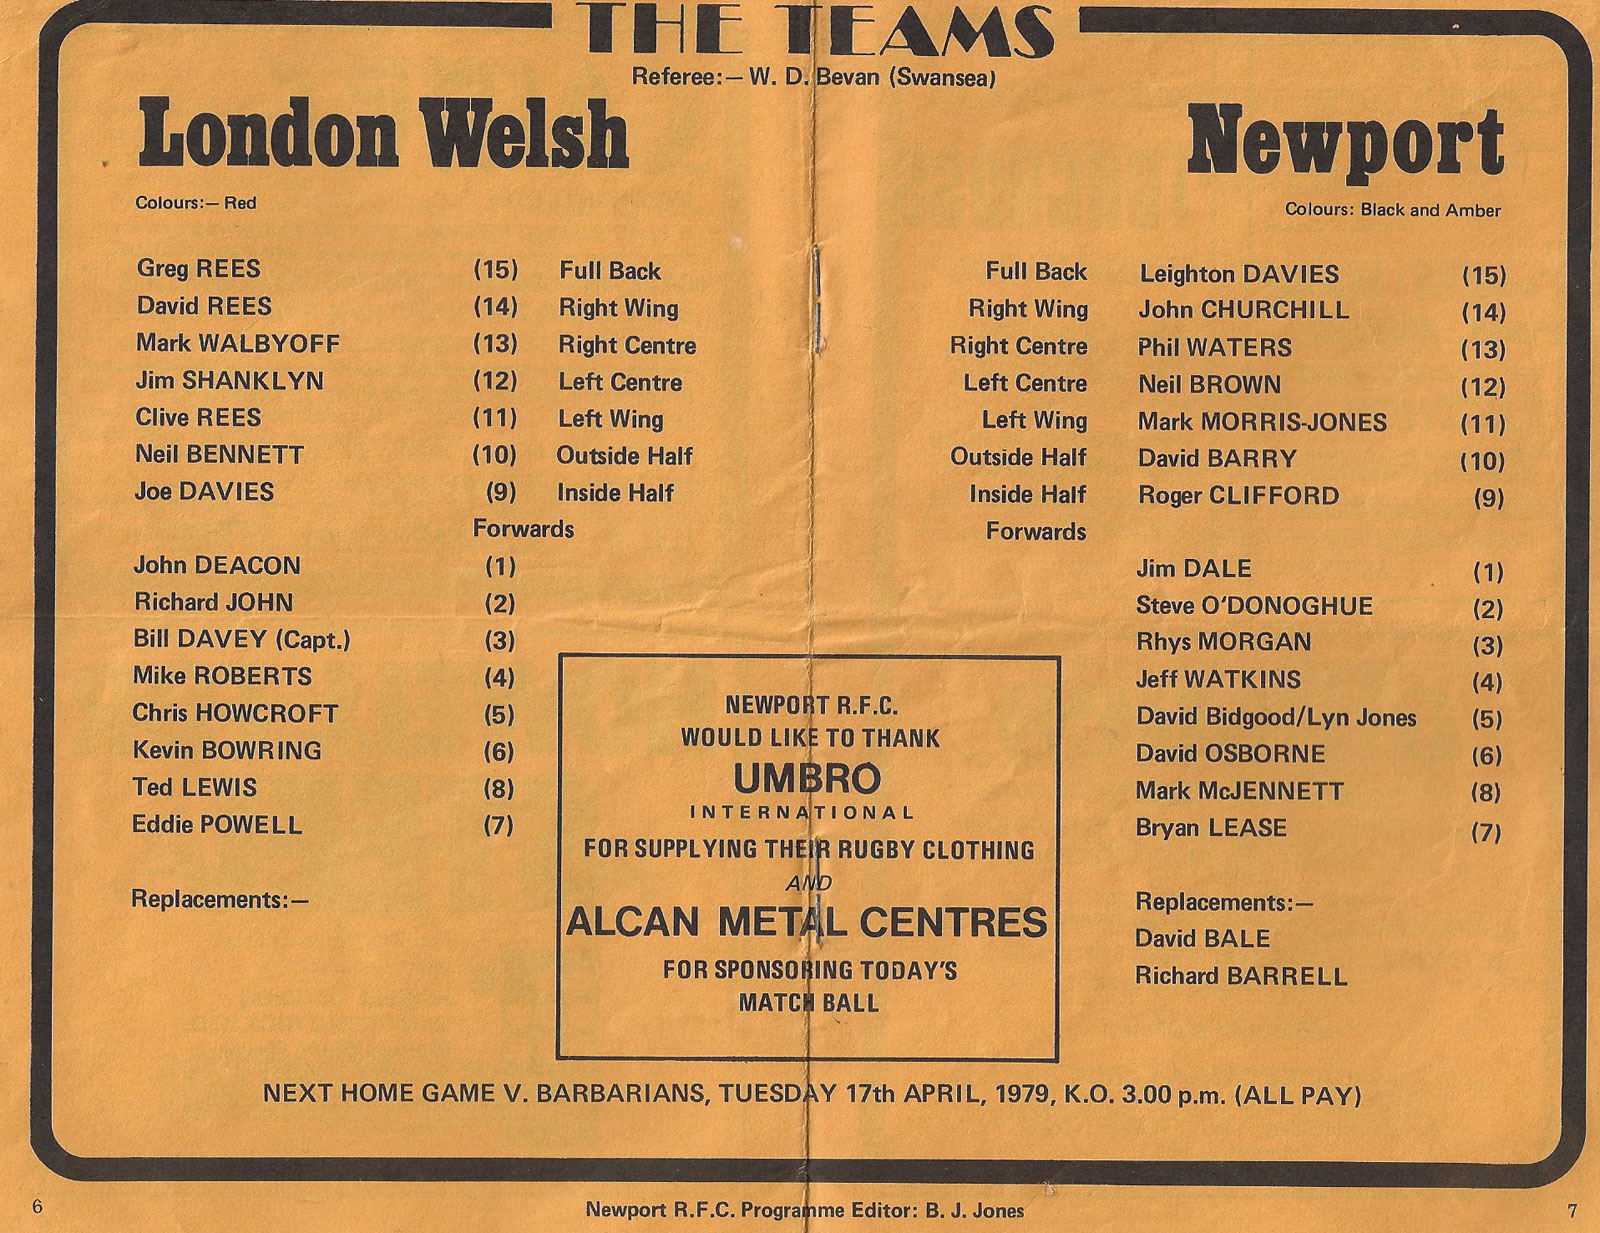 THE TEAMS
Referee:— W. D. Bevan (Swansea)
London Welsh
Colours:— Red
Greg REES (15) Full Back
David REES (14) Right Wing
Mark WALBYOFF (13) Right Centre
Jim SHANKLYN (12) Left Centre
Clive REES (11) Left Wing
Neil BENNETT (10) Outside Half
Joe DAVIES (9) Inside Half
Forwards
John DEACON (1)
Richard JOHN (2)
Bill DAVEY (Capt.) (3)
Mike ROBERTS (4)
Chris HOWCROFT (5)
Kevin BOWRING (6)
Ted LEWIS (8)
Eddie POWELL (7)
Replacements:—
Newport
Colours: Black and Amber
Full Back Leighton DAVIES (15)
Right Wing John CHURCHILL (14)
Right Centre Phil WATERS (13)
Left Centre Neil BROWN (12)
Left Wing Mark MORRIS-JONES (11)
Outside Half David BARRY (10)
Inside Half Roger CLIFFORD (9)
Forwards
Jim DALE (1)
Steve O'DONOGHUE (2)
Rhys MORGAN (3)
Jeff WATKINS (4)
David Bidgood/Lyn Jones (5)
David OSBORNE (6)
Mark McJENNETT (8)
Bryan LEASE (7)
Replacements:—
David BALE
Richard BARRELL
NEWPORT R.F.C.
WOULD LIKE TO THANK
UMBRO
INTERNATIONAL
FOR SUPPLYING THEIR RUGBY CLOTHING
AND
ALCAN METAL CENTRES
FOR SPONSORING TODAY'S
MATCH BALL
NEXT HOME GAME V. BARBARIANS, TUESDAY 17th APRIL, 1979, K.O. 3.00 p.m. (ALL PAY)
6
Newport R.F.C. Programme Editor: B. J. Jones
7